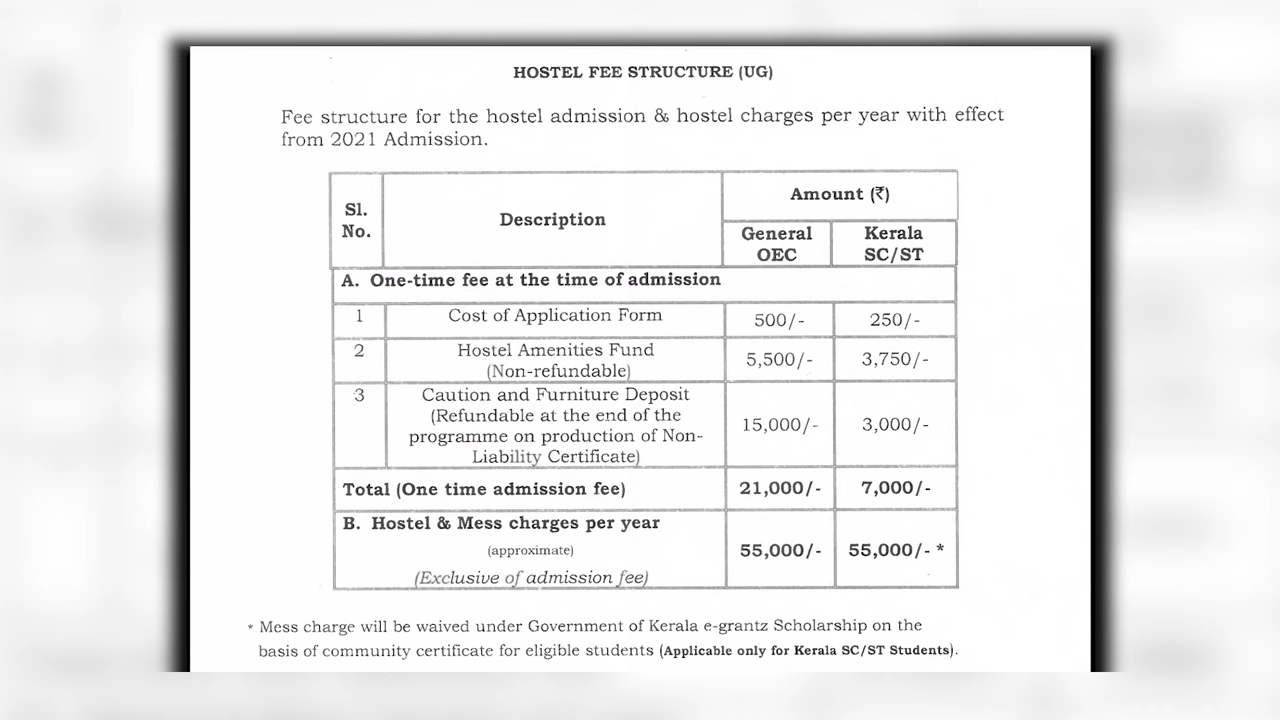 HOSTEL FEE STRUCTURE (UG)
Fee structure for the hostel admission & hostel charges per year with effect
from 2021 Admission.
Sl.
No.
Description
Amount (₹)
General
OEC
Kerala
SC/ST
A. One-time fee at the time of admission
1 Cost of Application Form 500/- 250/-
2 Hostel Amenities Fund
(Non-refundable) 5,500/- 3,750/-
3 Caution and Furniture Deposit
(Refundable at the end of the
programme on production of Non-
Liability Certificate) 15,000/- 3,000/-
Total (One time admission fee) 21,000/- 7,000/-
B. Hostel & Mess charges per year
(approximate) 55,000/- 55,000/- *
(Exclusive of admission fee)
* Mess charge will be waived under Government of Kerala e-grantz Scholarship on the
basis of community certificate for eligible students (Applicable only for Kerala SC/ST Students).